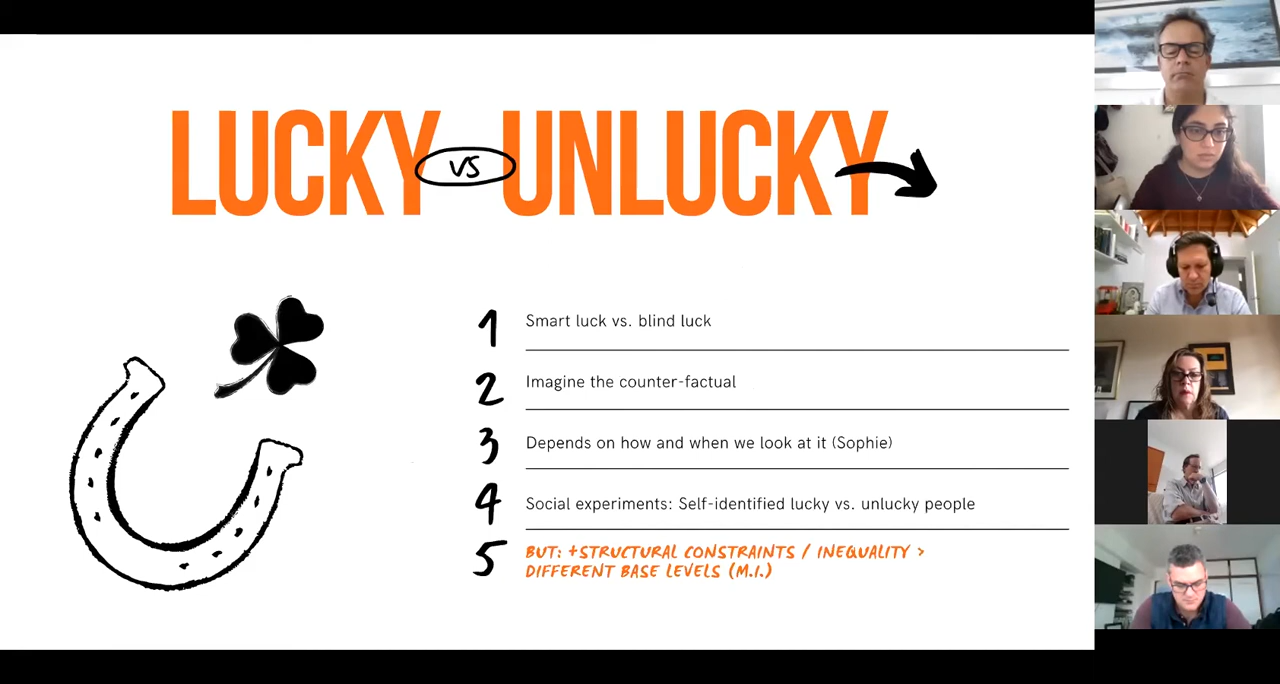 LUCKY vs UNLUCKY
1 Smart luck vs. blind luck
2 Imagine the counter-factual
3 Depends on how and when we look at it (Sophie)
4 Social experiments: Self-identified lucky vs. unlucky people
5 BUT: +STRUCTURAL CONSTRAINTS / INEQUALITY >
DIFFERENT BASE LEVELS (M.I.)